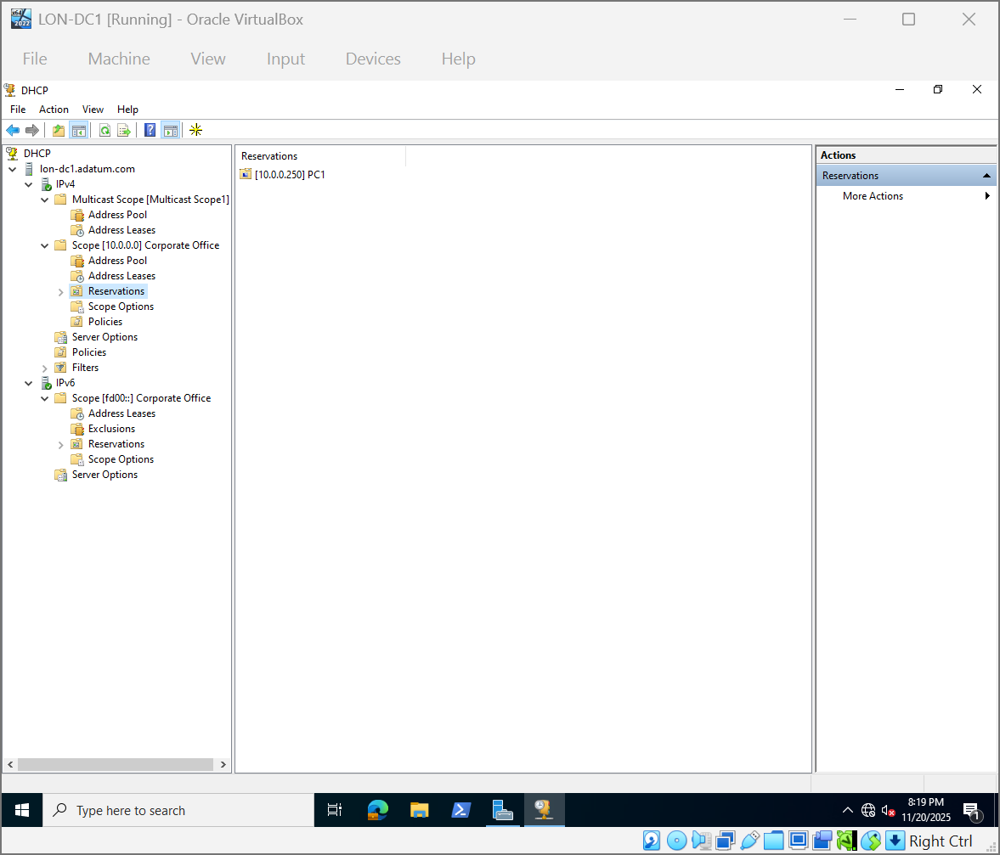 LON-DC1 [Running] - Oracle VirtualBox
File Machine View Input Devices Help
DHCP
File Action View Help
DHCP
lon-dc1.adatum.com
IPv4
Multicast Scope [Multicast Scope1]
Address Pool
Address Leases
Scope [10.0.0.0] Corporate Office
Address Pool
Address Leases
Reservations
Scope Options
Policies
Server Options
Policies
Filters
IPv6
Scope [fd00::] Corporate Office
Address Leases
Exclusions
Reservations
Scope Options
Server Options
Reservations
[10.0.0.250] PC1
Actions
Reservations
More Actions
Type here to search
8:19 PM
11/20/2025
1
Right Ctrl